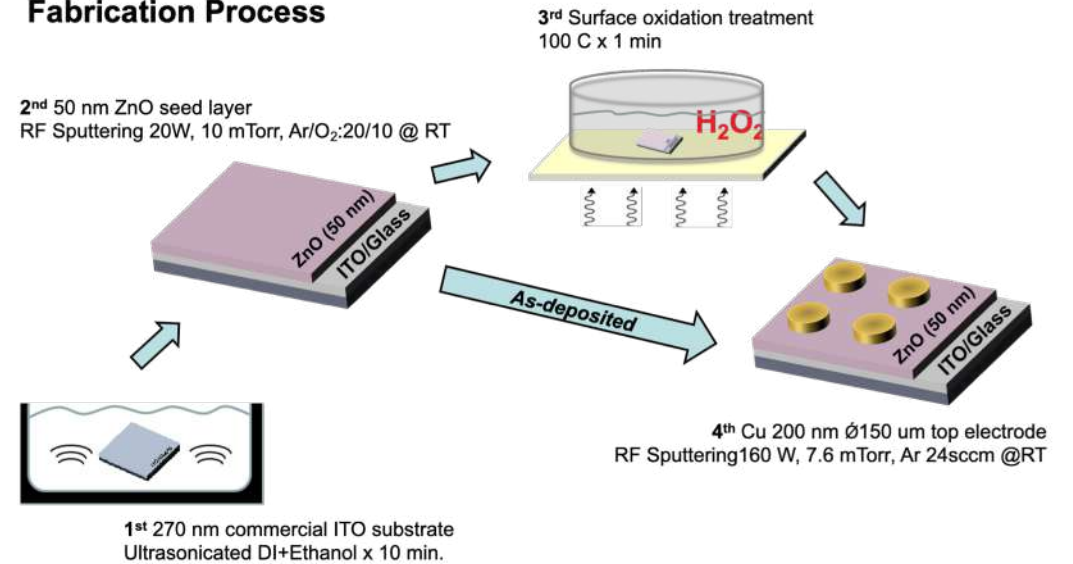 Fabrication Process
3rd Surface oxidation treatment
100 C x 1 min
2nd 50 nm ZnO seed layer
RF Sputtering 20W, 10 mTorr, Ar/O₂:20/10 @ RT
H₂O₂
ZnO (50 nm)
ITO/Glass
As-deposited
ZnO (50 nm)
ITO/Glass
4th Cu 200 nm Ø150 um top electrode
RF Sputtering160 W, 7.6 mTorr, Ar 24sccm @RT
1st 270 nm commercial ITO substrate
Ultrasonicated DI+Ethanol x 10 min.